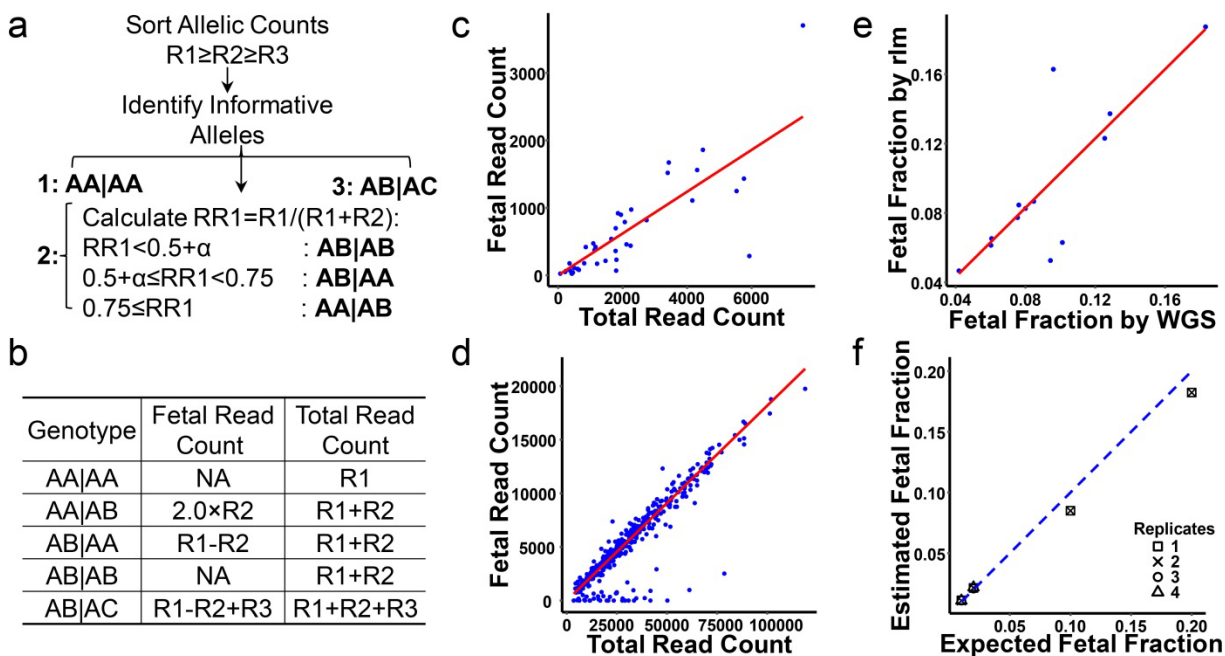 a
Sort Allelic Counts
R1≥R2≥R3
Identify Informative
Alleles
1: AA|AA
3: AB|AC
2:
Calculate RR1=R1/(R1+R2):
RR1<0.5+α : AB|AB
0.5+α≤RR1<0.75 : AB|AA
0.75≤RR1 : AA|AB
b
Genotype Fetal Read Count Total Read Count
AA|AA NA R1
AA|AB 2.0×R2 R1+R2
AB|AA R1-R2 R1+R2
AB|AB NA R1+R2
AB|AC R1-R2+R3 R1+R2+R3
c
Fetal Read Count
3000
2000
1000
0
0 2000 4000 6000
Total Read Count
d
Fetal Read Count
20000
15000
10000
5000
0
0 25000 50000 75000 100000
Total Read Count
e
Fetal Fraction by rlm
0.16
0.12
0.08
0.04
0.04 0.08 0.12 0.16
Fetal Fraction by WGS
f
Estimated Fetal Fraction
0.20
0.15
0.10
0.05
0.05 0.10 0.15 0.20
Expected Fetal Fraction
Replicates
1
2
3
4